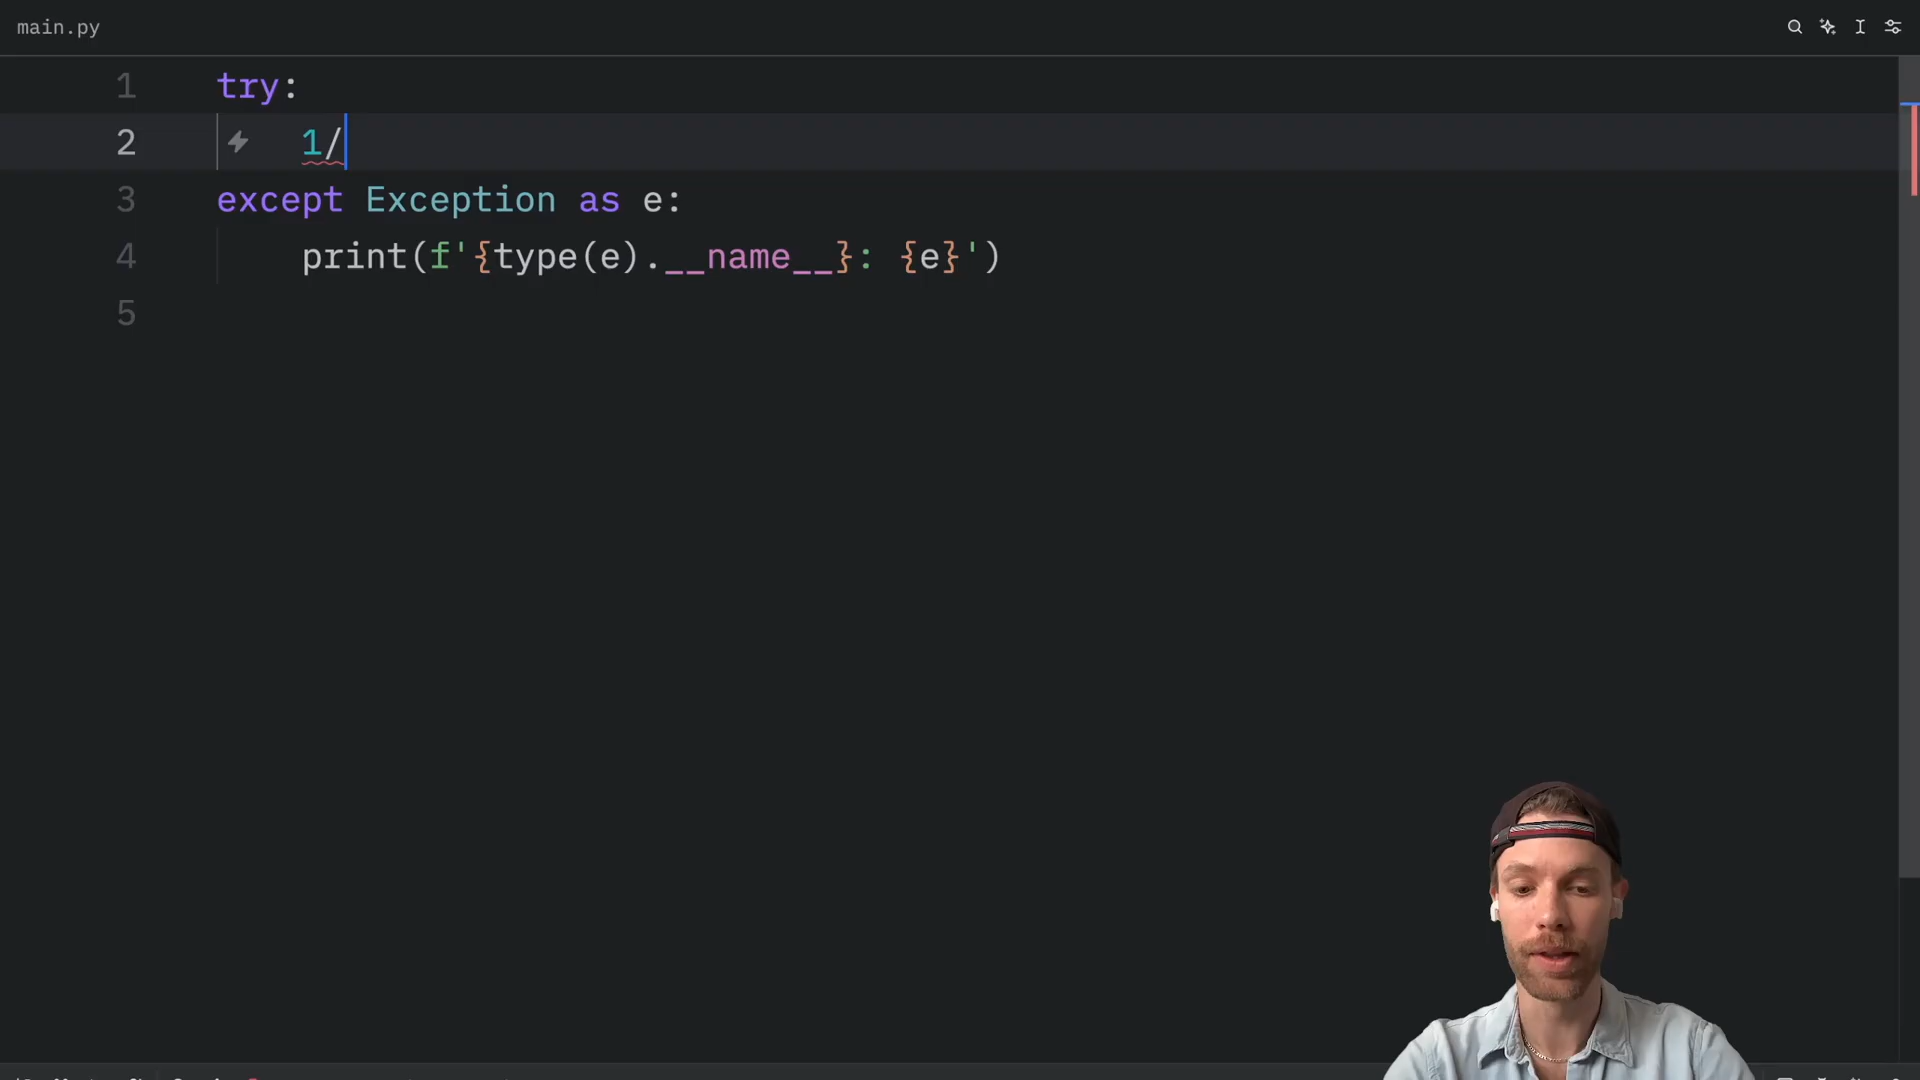 main.py
1 try:
2 1/
3 except Exception as e:
4 print(f'{type(e).__name__}: {e}')
5